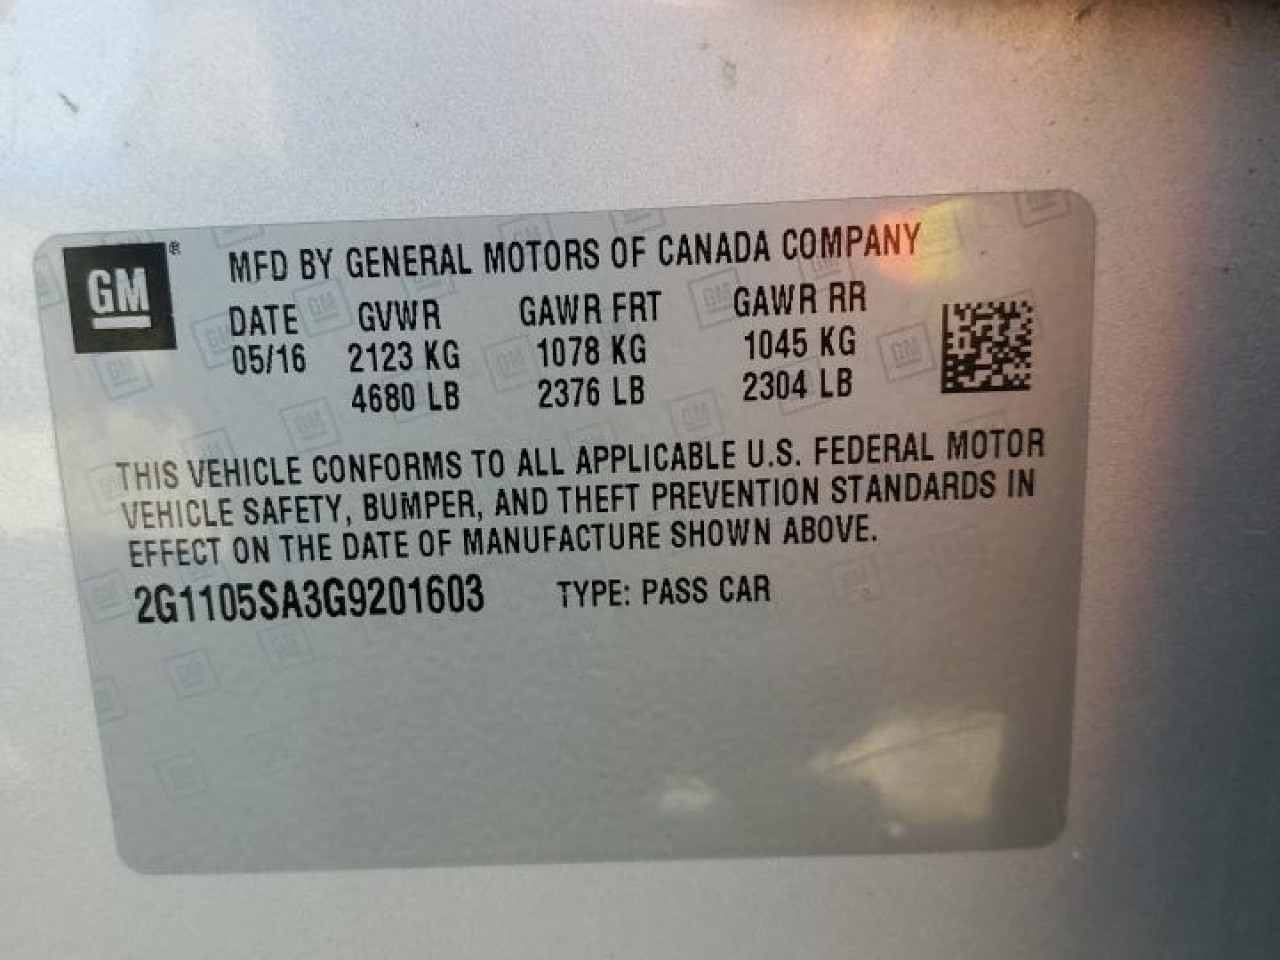 GM ®
MFD BY GENERAL MOTORS OF CANADA COMPANY
DATE GVWR GAWR FRT GAWR RR
05/16 2123 KG 1078 KG 1045 KG
4680 LB 2376 LB 2304 LB
THIS VEHICLE CONFORMS TO ALL APPLICABLE U.S. FEDERAL MOTOR
VEHICLE SAFETY, BUMPER, AND THEFT PREVENTION STANDARDS IN
EFFECT ON THE DATE OF MANUFACTURE SHOWN ABOVE.
2G1105SA3G9201603 TYPE: PASS CAR